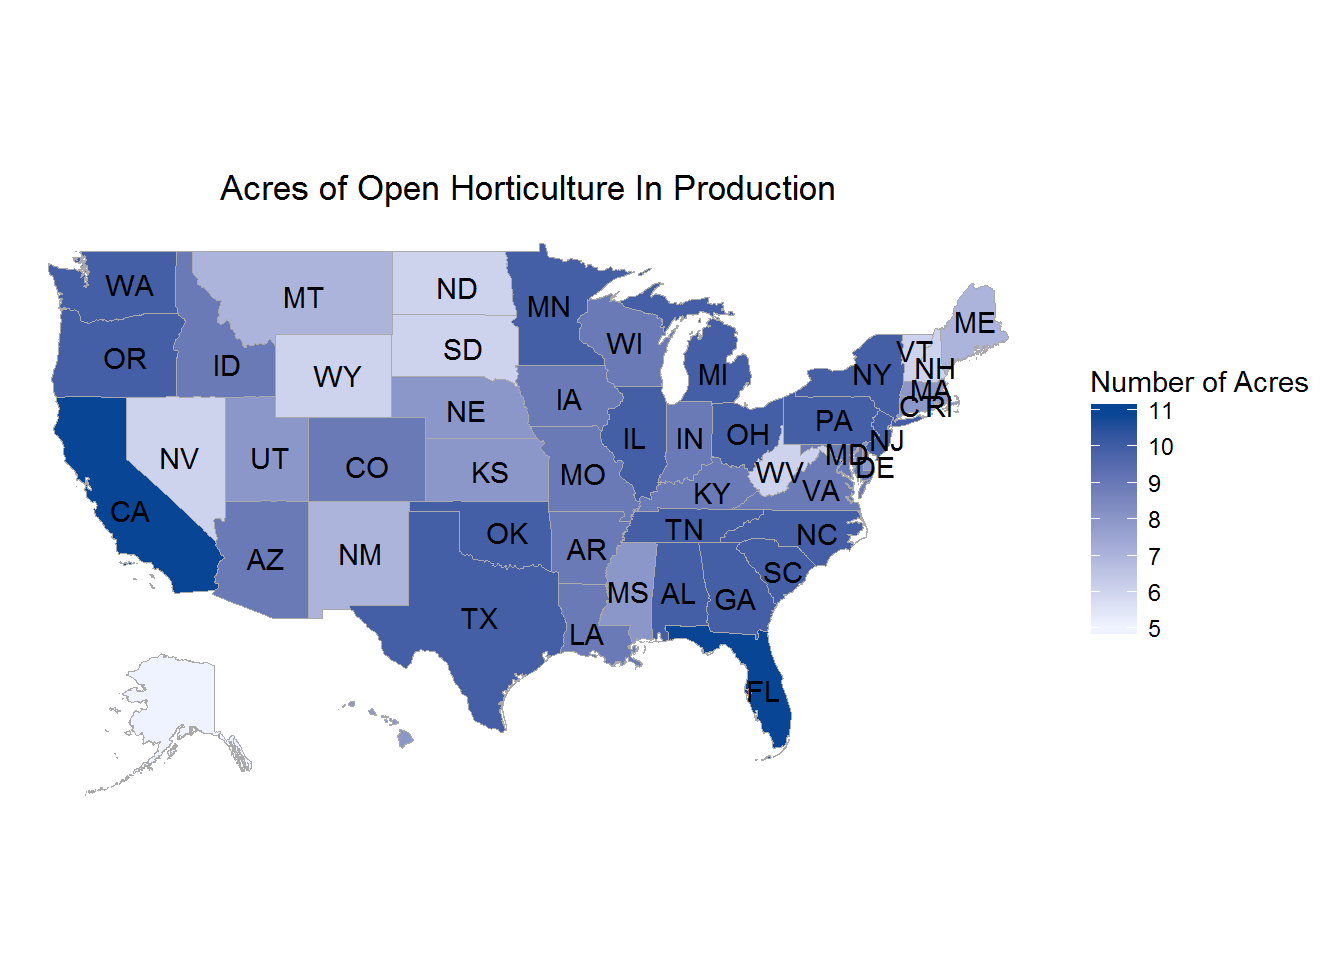 Acres of Open Horticulture In Production
WA
MT
ND
MN
ME
OR
ID
WY
SD
WI
MI
VT
NH
NY
MA
CT
RI
NE
IA
PA
NV
UT
CO
KS
IL
IN
OH
NJ
MD
DE
WV
MO
KY
VA
CA
AZ
NM
OK
AR
TN
NC
SC
TX
MS
AL
GA
LA
FL
Number of Acres
11
10
9
8
7
6
5